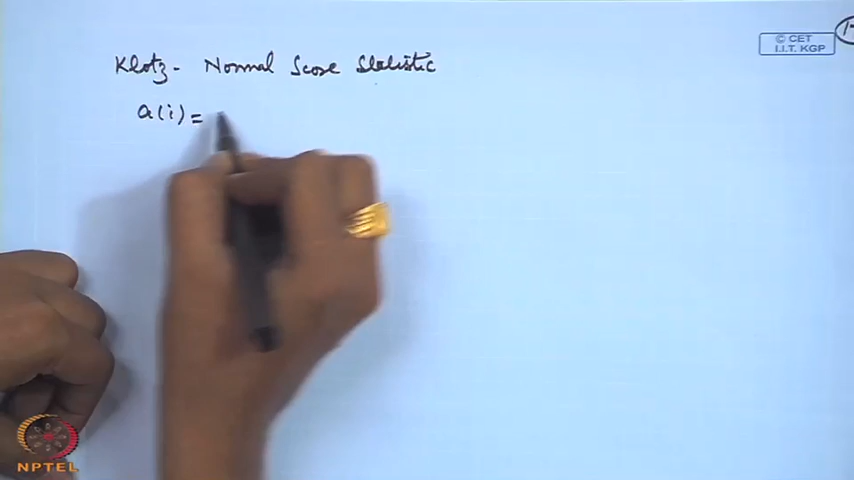 Klotz- Normal Score Statistic
a(i) =
© CET
I.I.T. KGP
NPTEL